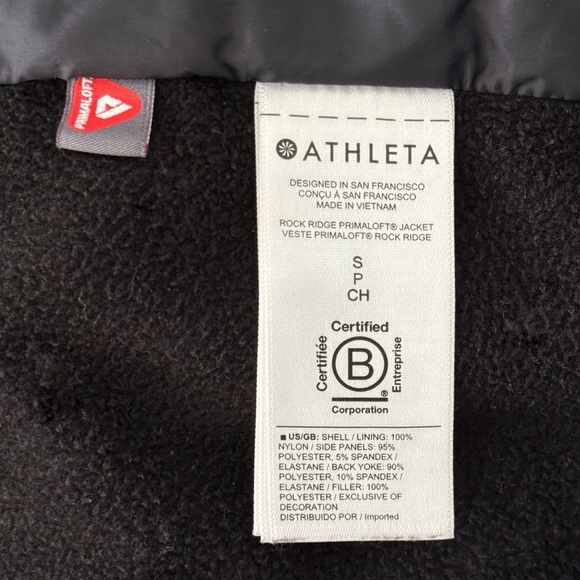 PRIMALOFT
ATHLETA
DESIGNED IN SAN FRANCISCO
CONÇU À SAN FRANCISCO
MADE IN VIETNAM
ROCK RIDGE PRIMALOFT® JACKET
VESTE PRIMALOFT® ROCK RIDGE
S
P
CH
Certified
Certifiée
B
®
Entreprise
Corporation
■ US/GB: SHELL / LINING: 100%
NYLON / SIDE PANELS: 95%
POLYESTER, 5% SPANDEX /
ELASTANE / BACK YOKE: 90%
POLYESTER, 10% SPANDEX /
ELASTANE / FILLER: 100%
POLYESTER / EXCLUSIVE OF
DECORATION
DISTRIBUIDO POR / Imported